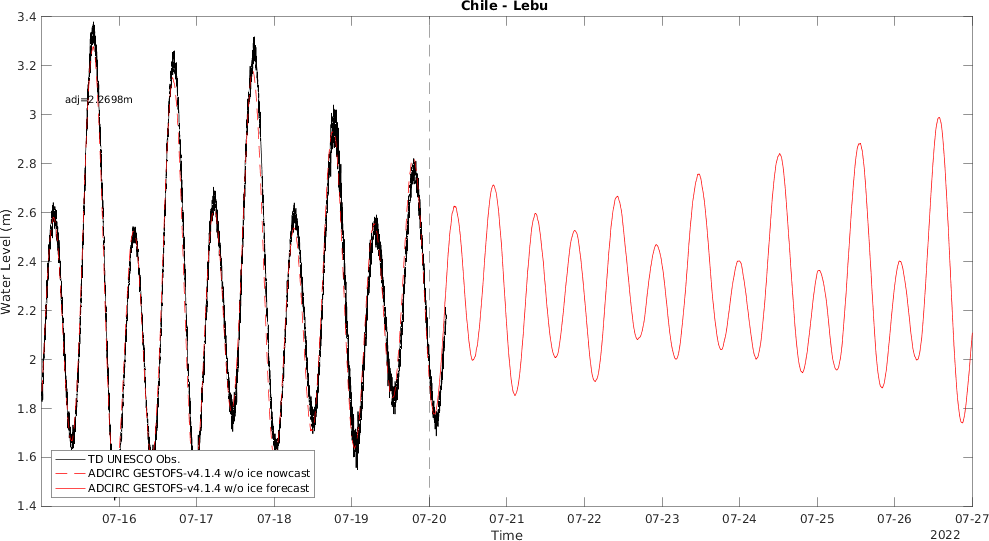 Chile - Lebu
3.4
3.2
3
2.8
2.6
2.4
2.2
2
1.8
1.6
1.4
Water Level (m)
adj=2.2698m
TD UNESCO Obs.
ADCIRC GESTOFS-v4.1.4 w/o ice nowcast
ADCIRC GESTOFS-v4.1.4 w/o ice forecast
07-16 07-17 07-18 07-19 07-20 07-21 07-22 07-23 07-24 07-25 07-26 07-27
Time
2022